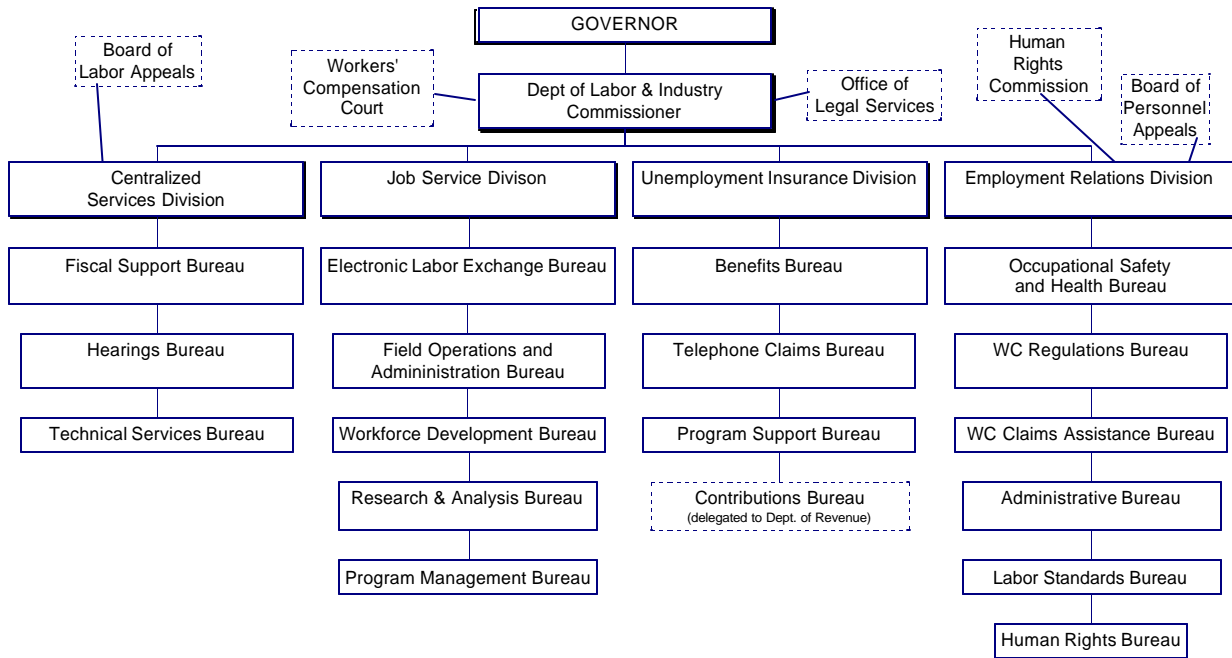 GOVERNOR
Board of
Labor Appeals
Workers'
Compensation
Court
Dept of Labor & Industry
Commissioner
Office of
Legal Services
Human
Rights
Commission
Board of
Personnel
Appeals
Centralized
Services Division
Job Service Divison
Unemployment Insurance Division
Employment Relations Division
Fiscal Support Bureau
Electronic Labor Exchange Bureau
Benefits Bureau
Occupational Safety
and Health Bureau
Hearings Bureau
Field Operations and
Admininistration Bureau
Telephone Claims Bureau
WC Regulations Bureau
Technical Services Bureau
Workforce Development Bureau
Program Support Bureau
WC Claims Assistance Bureau
Research & Analysis Bureau
Contributions Bureau
(delegated to Dept. of Revenue)
Administrative Bureau
Program Management Bureau
Labor Standards Bureau
Human Rights Bureau